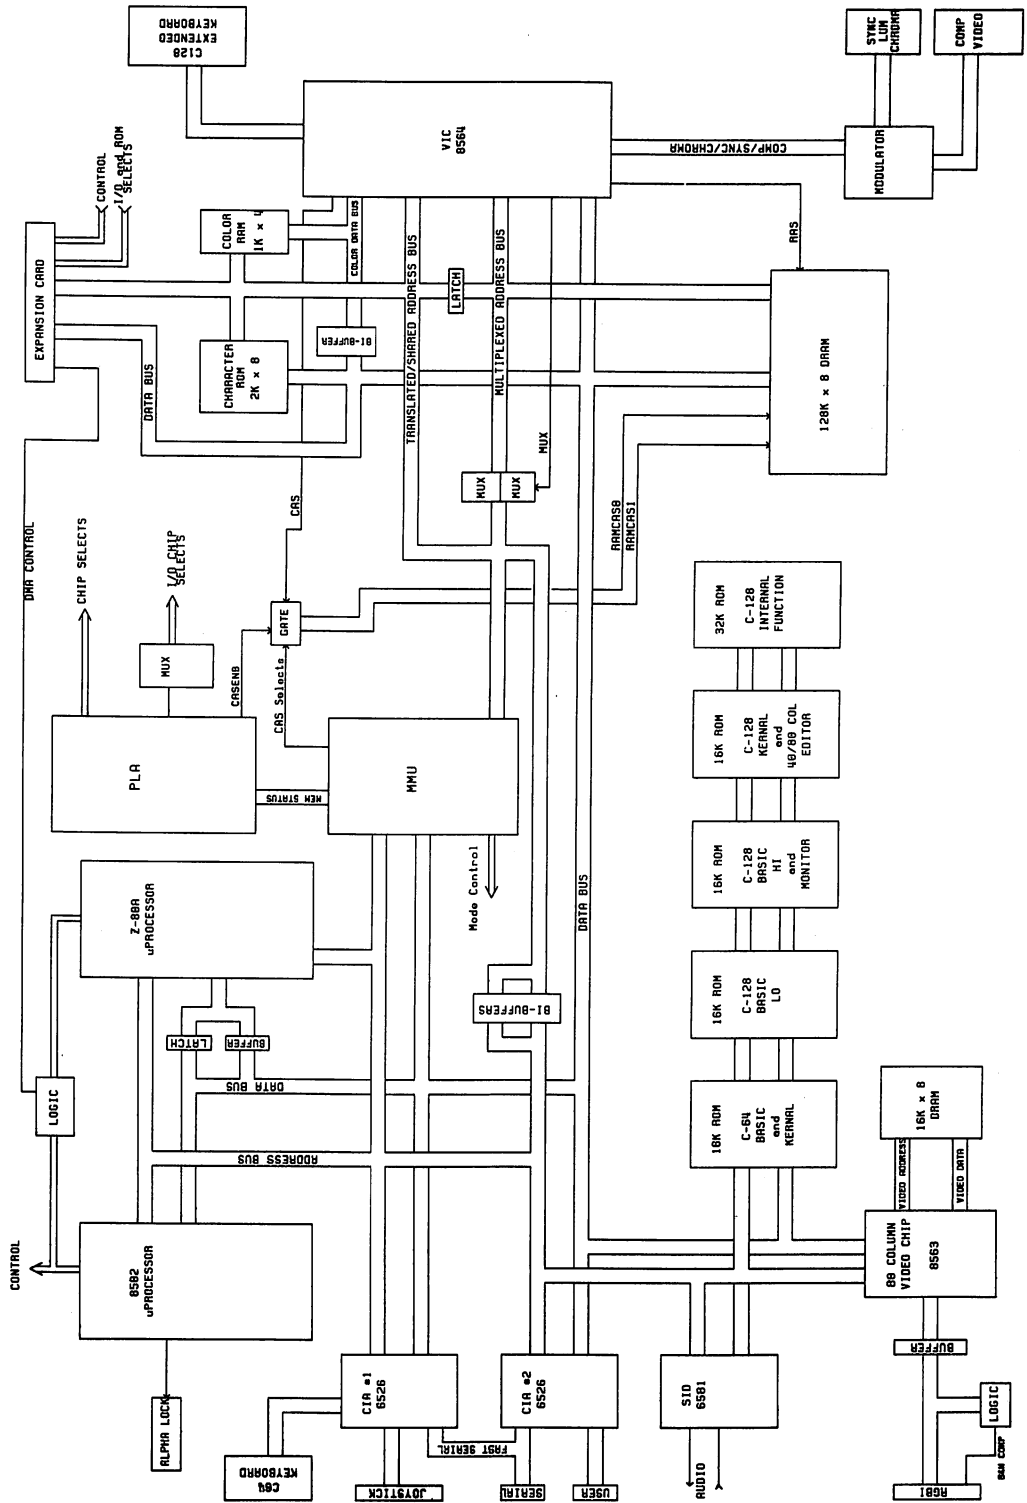 C128
EXTENDED
KEYBOARD
VIC
8564
SYNC
LUM
CHROMA
COMP
VIDEO
MODULATOR
COMP/SYNC/CHROMA
CONTROL
I/O and ROM
SELECTS
EXPANSION CARD
COLOR
RAM
1K x 4
COLOR DATA BUS
CHARACTER
ROM
2K x 8
BI-BUFFER
DATA BUS
TRANSLATED/SHARED ADDRESS BUS
LATCH
MULTIPLEXED ADDRESS BUS
RAS
128K x 8 DRAM
MUX
MUX
MUX
CAS
RAMCAS0
RAMCAS1
DMA CONTROL
CHIP SELECTS
I/O CHIP
SELECTS
MUX
GATE
CASENB
CAS Selects
PLA
MEM STATUS
MMU
Mode Control
32K ROM
C-128
INTERNAL
FUNCTION
16K ROM
C-128
KERNAL
and
40/80 COL
EDITOR
16K ROM
C-128
BASIC
HI
and
MONITOR
16K ROM
C-128
BASIC
LO
16K ROM
C-64
BASIC
and
KERNAL
Z-80A
uPROCESSOR
LATCH
BUFFER
DATA BUS
DATA BUS
BI-BUFFERS
LOGIC
ADDRESS
BUS
CONTROL
8502
uPROCESSOR
ALPHA LOCK
16K x 8
DRAM
VIDEO ADDRESS
VIDEO DATA
80 COLUMN
VIDEO CHIP
8563
BUFFER
LOGIC
B&W COMP
RGBI
CIA #1
6526
CIA #2
6526
SID
6581
C64
KEYBOARD
JOYSTICK
FAST SERIAL
SERIAL
USER
AUDIO